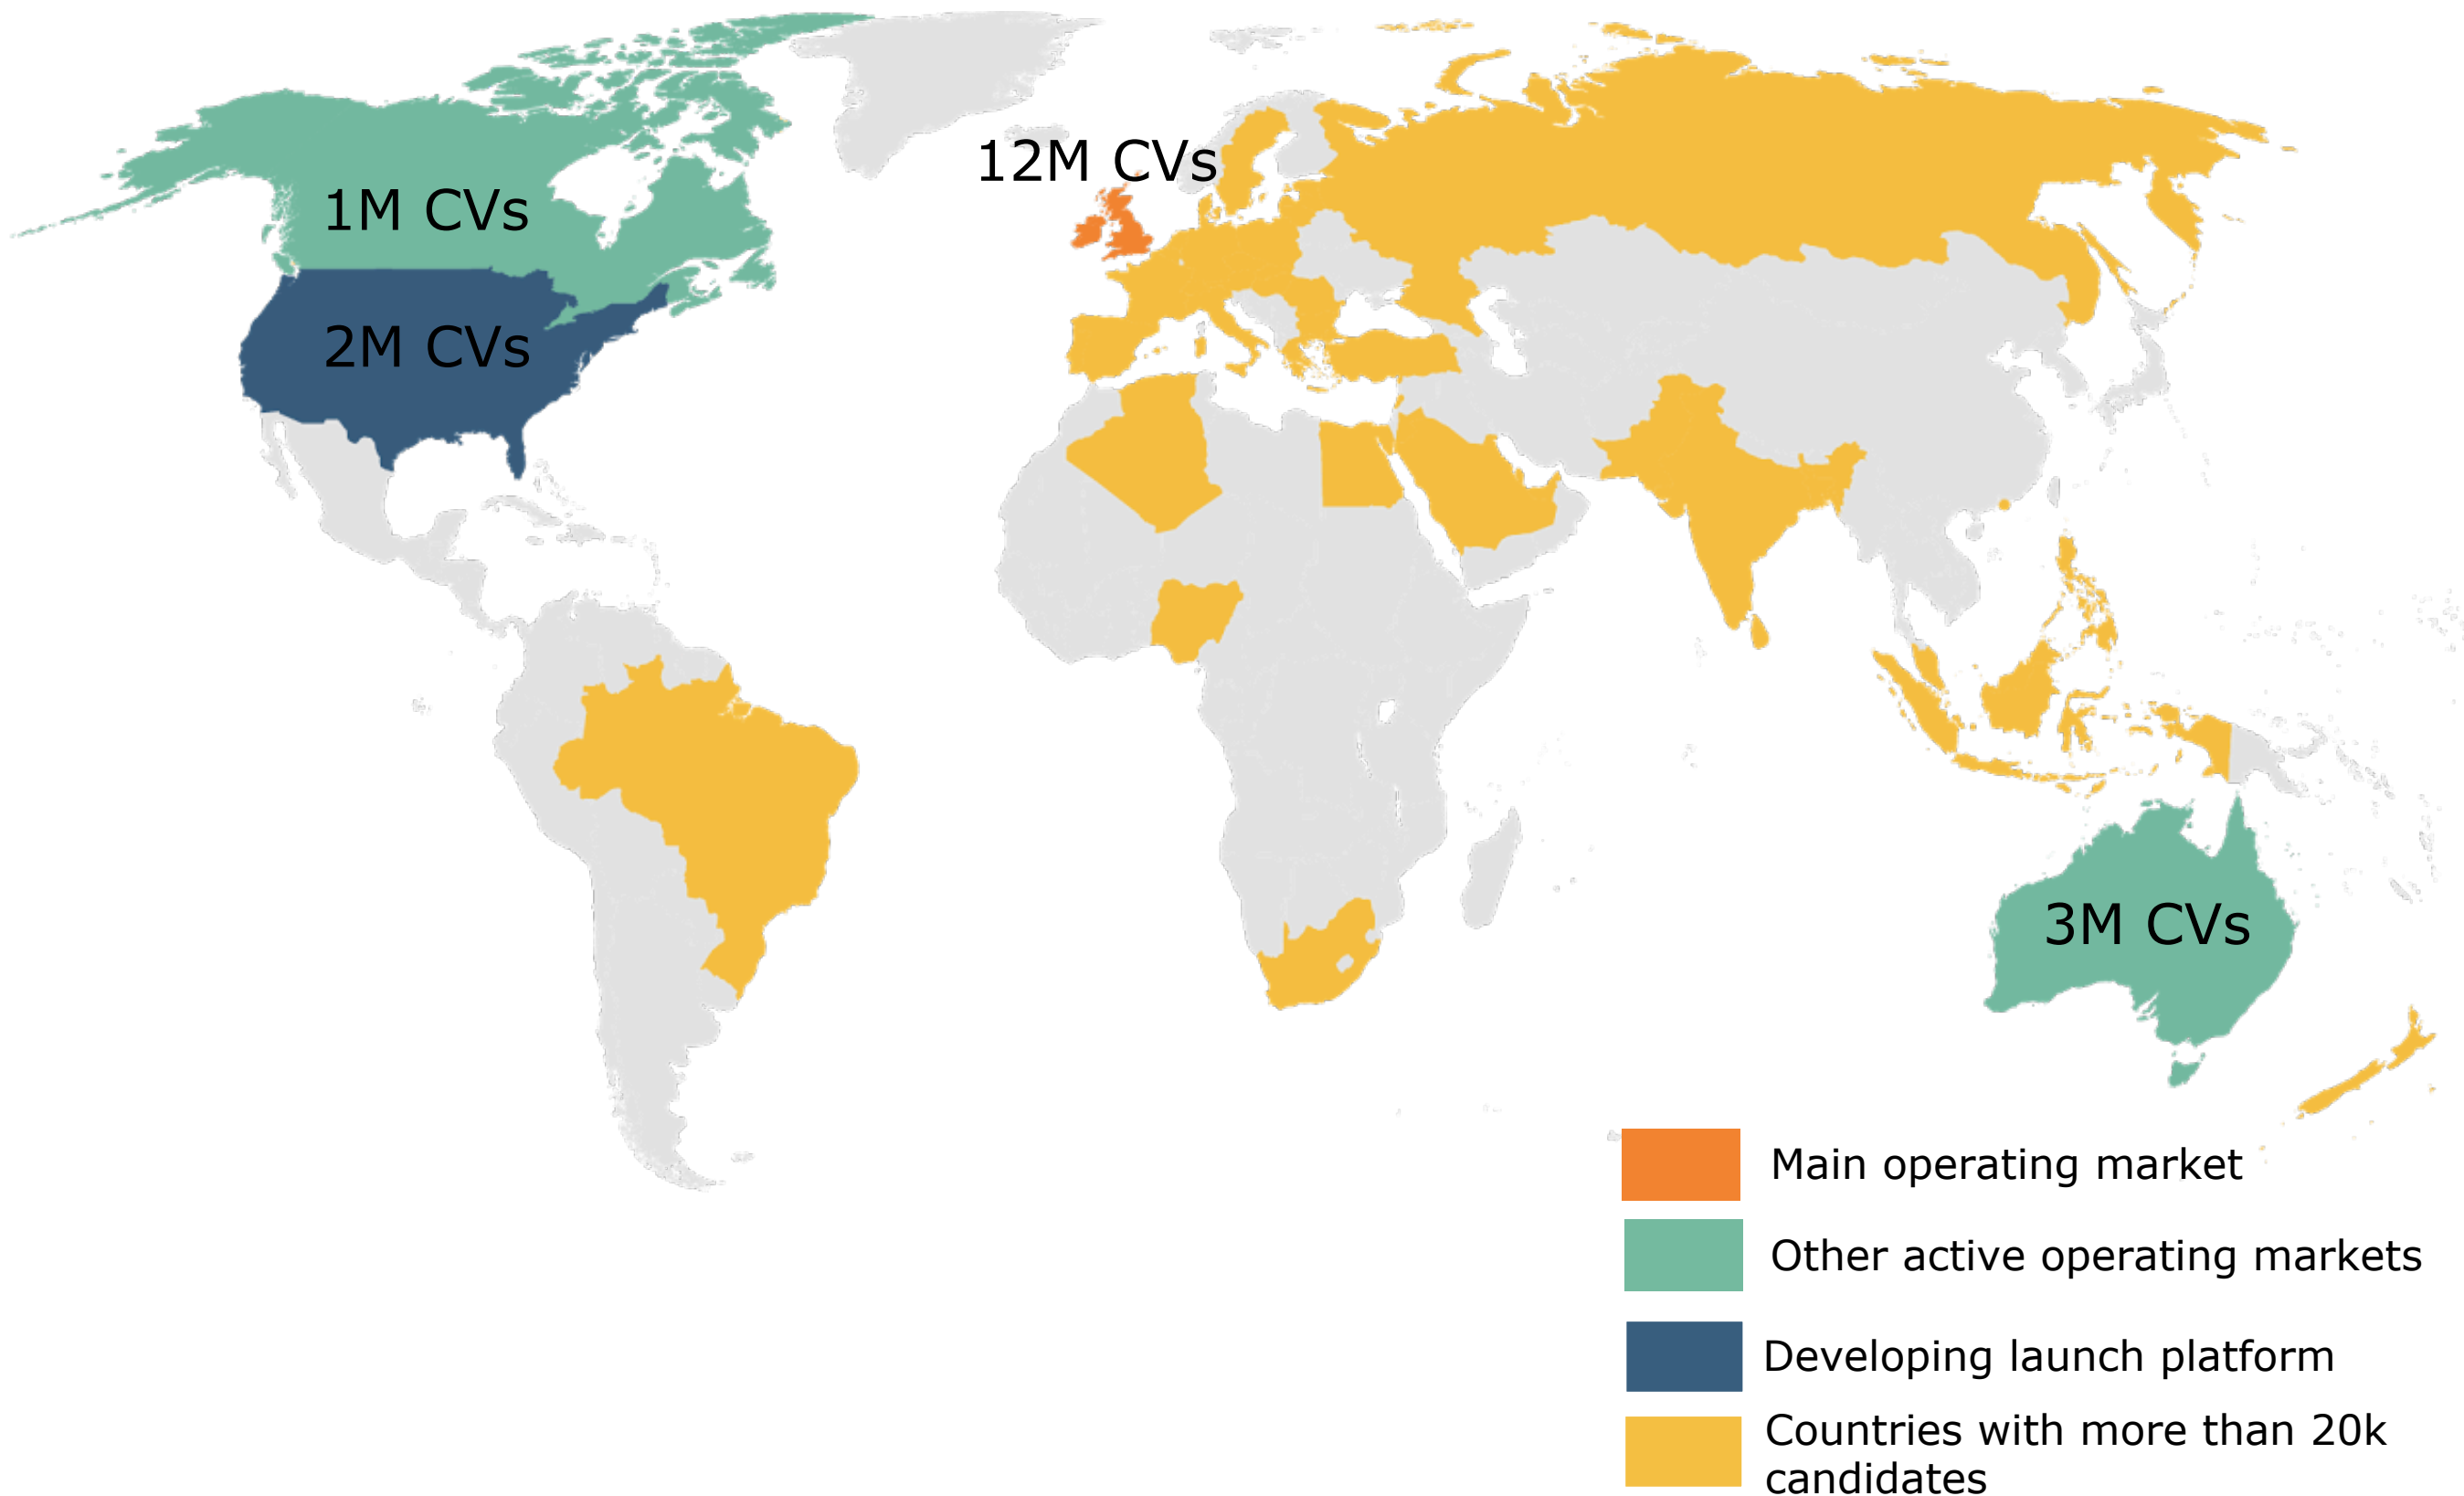 12M CVs
1M CVs
2M CVs
3M CVs
Main operating market
Other active operating markets
Developing launch platform
Countries with more than 20k
candidates